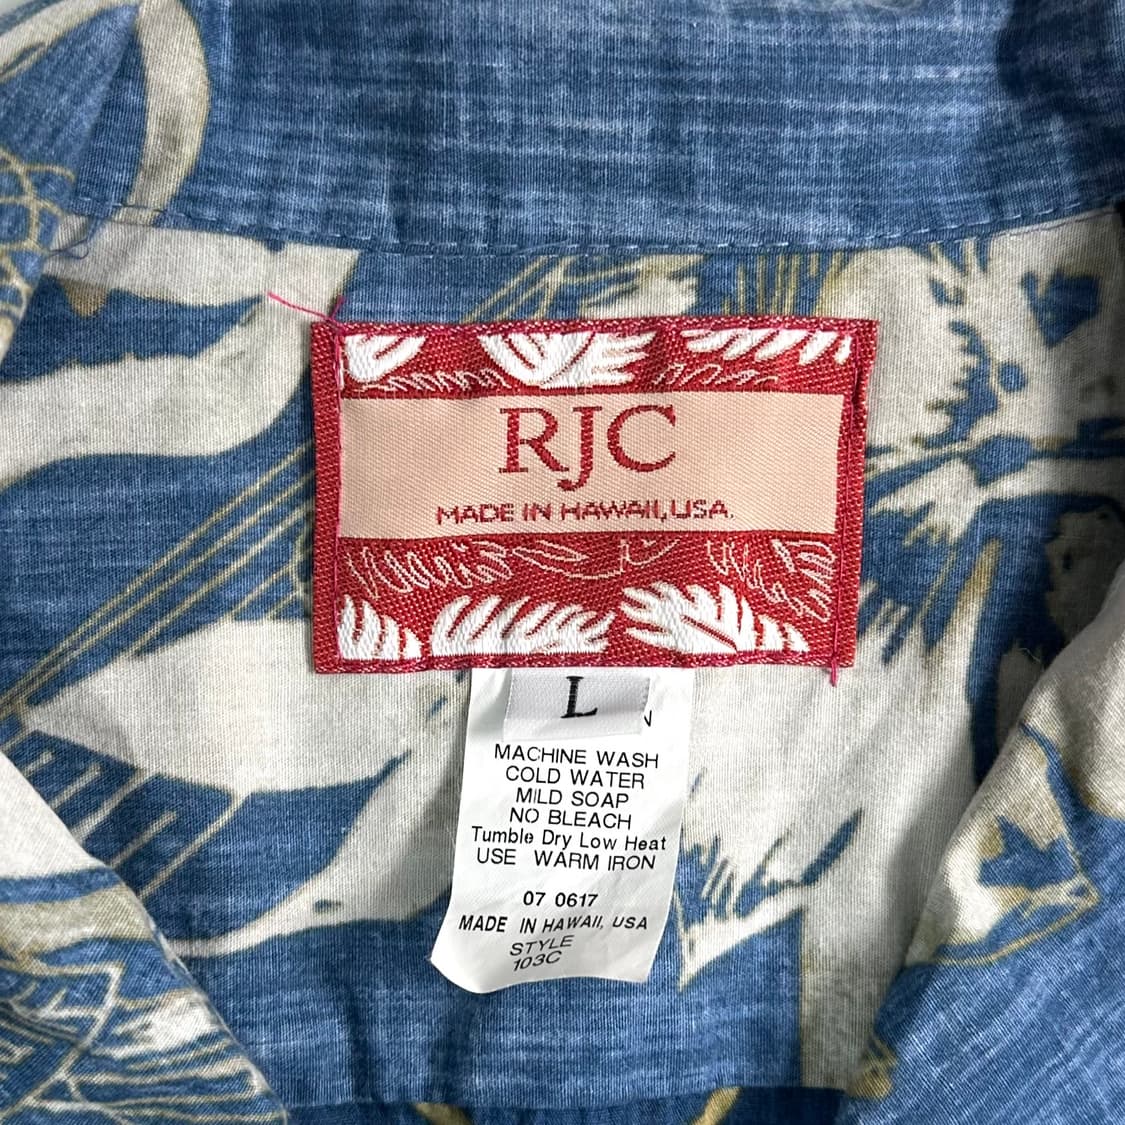 RJC
MADE IN HAWAII, USA.
L
N
MACHINE WASH
COLD WATER
MILD SOAP
NO BLEACH
Tumble Dry Low Heat
USE WARM IRON
07 0617
MADE IN HAWAII, USA
STYLE
103C